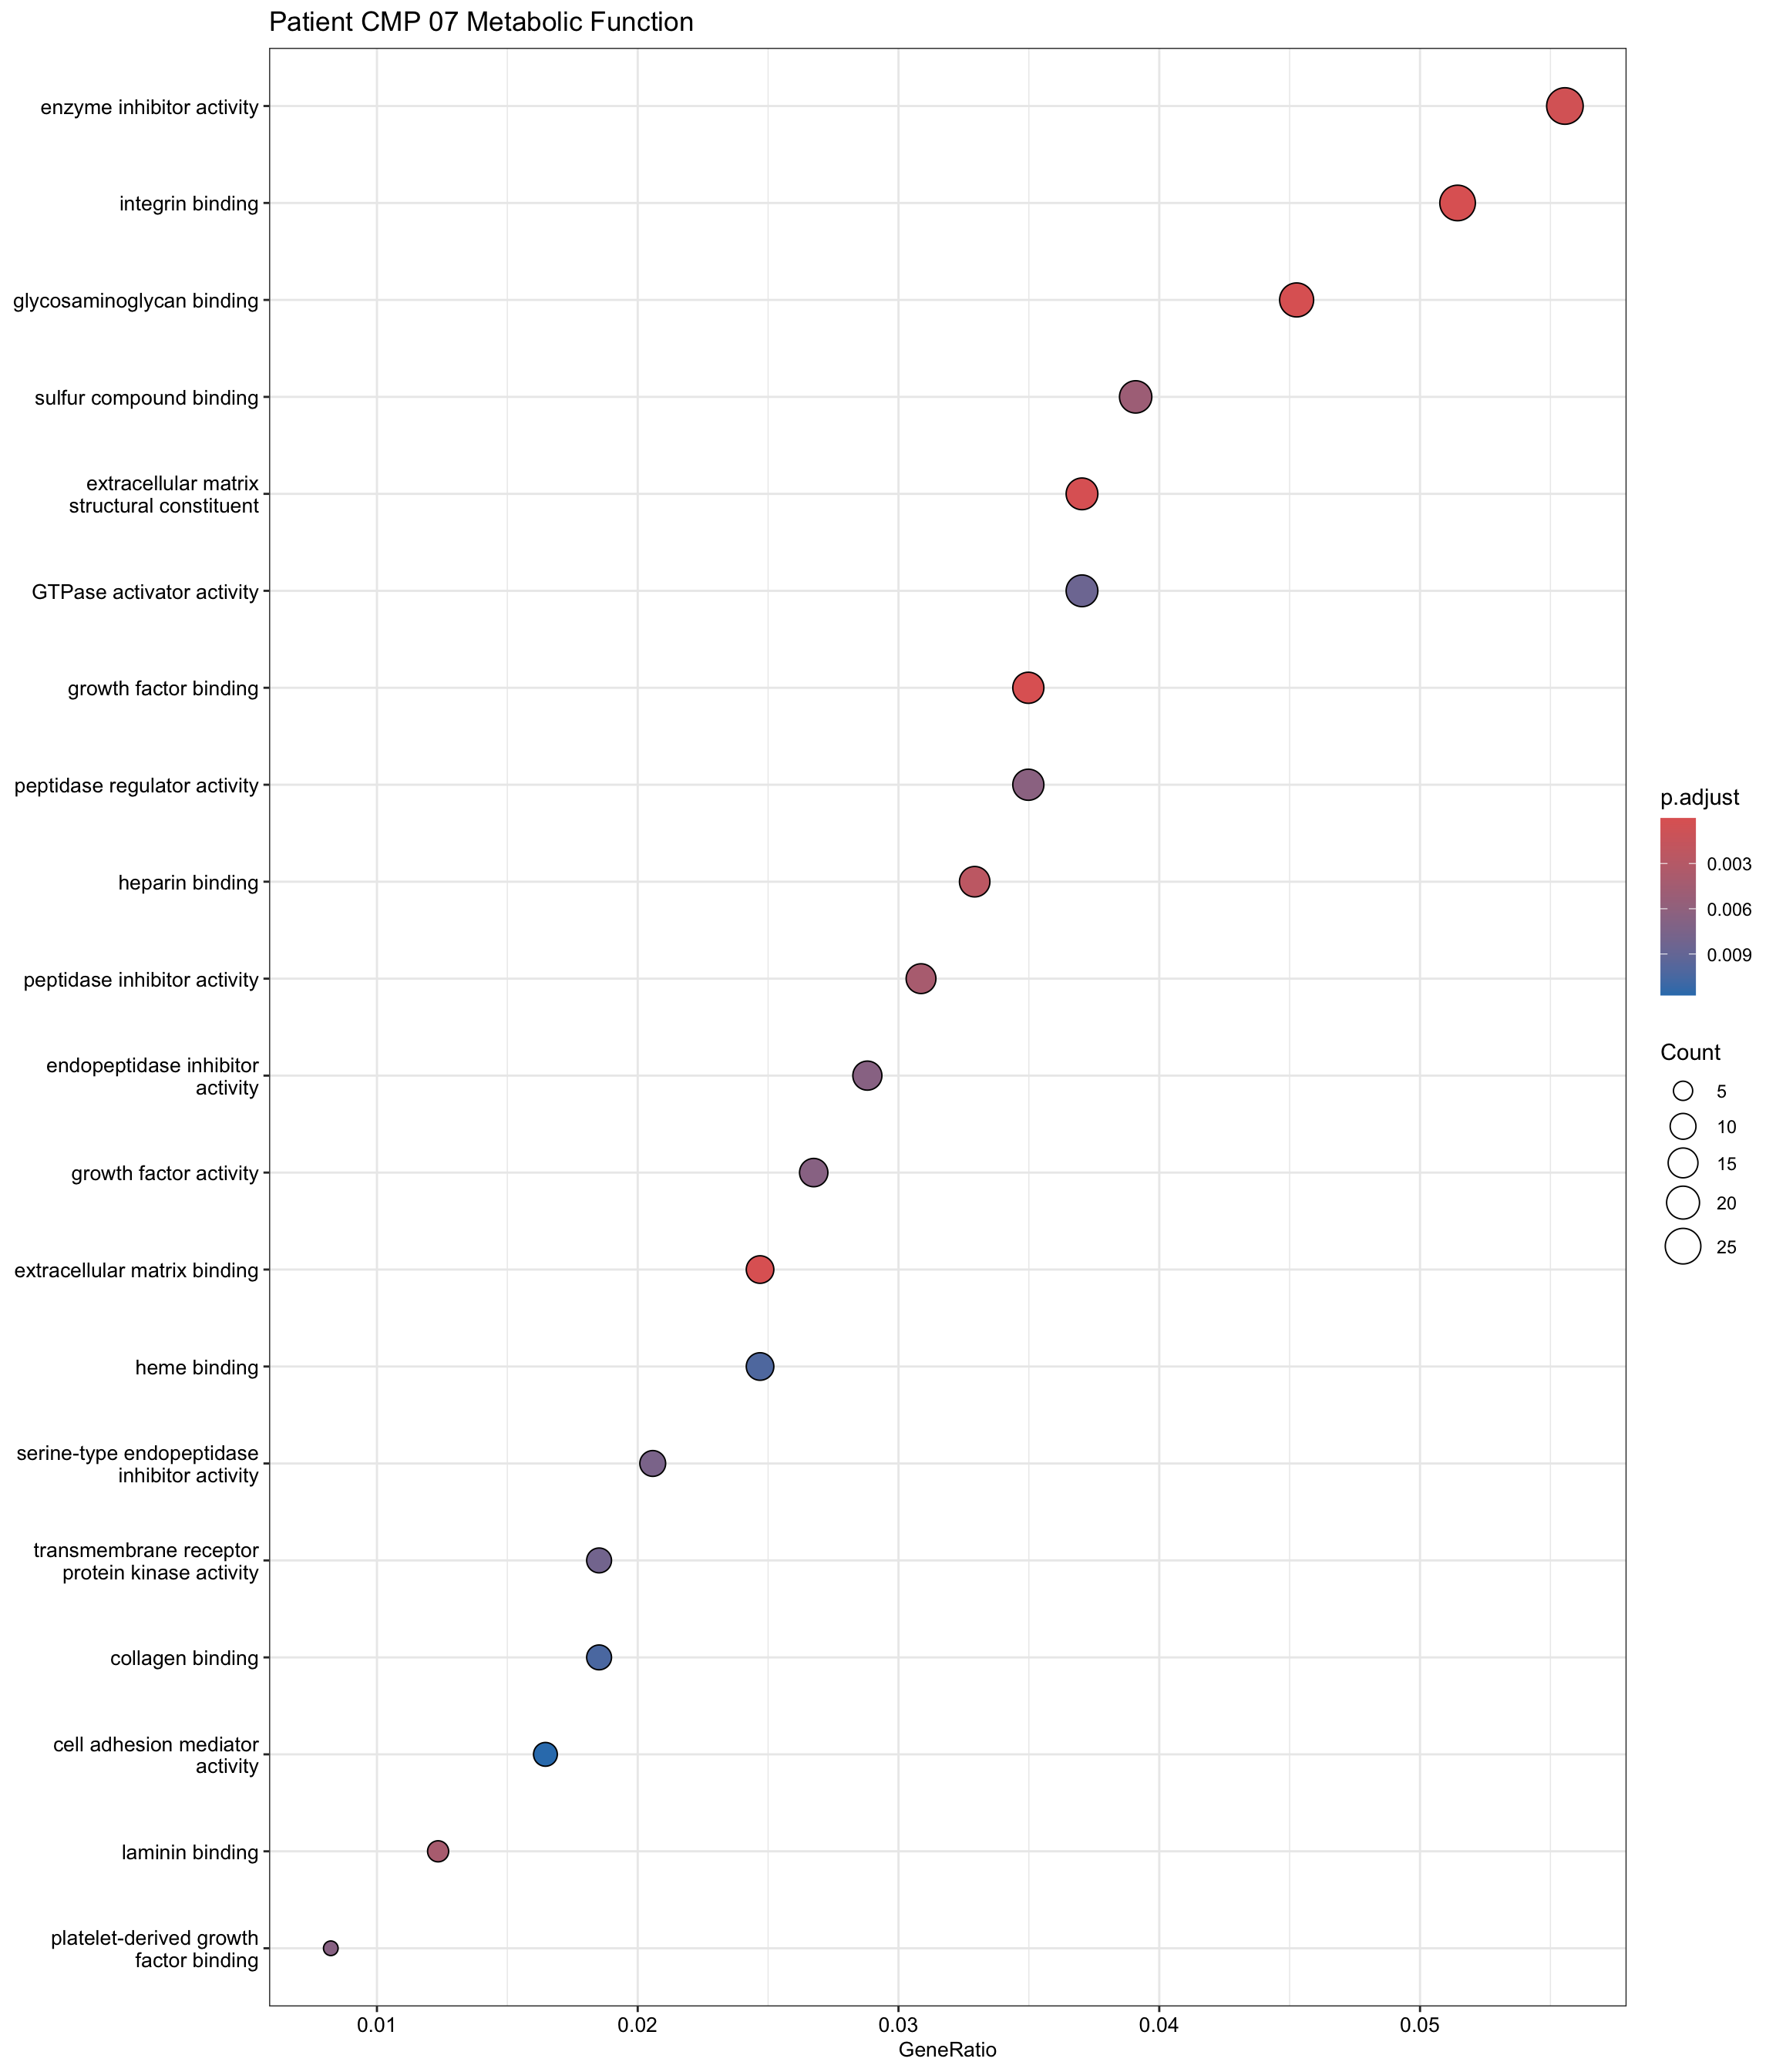 Patient CMP 07 Metabolic Function
enzyme inhibitor activity
integrin binding
glycosaminoglycan binding
sulfur compound binding
extracellular matrix
structural constituent
GTPase activator activity
growth factor binding
peptidase regulator activity
heparin binding
peptidase inhibitor activity
endopeptidase inhibitor
activity
growth factor activity
extracellular matrix binding
heme binding
serine-type endopeptidase
inhibitor activity
transmembrane receptor
protein kinase activity
collagen binding
cell adhesion mediator
activity
laminin binding
platelet-derived growth
factor binding
0.01 0.02 0.03 0.04 0.05
GeneRatio
p.adjust
0.003
0.006
0.009
Count
5
10
15
20
25